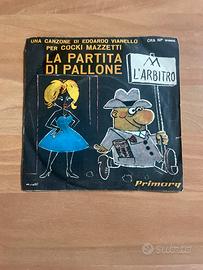 UNA CANZONE DI EDOARDO VIANELLO
PER COCKI MAZZETTI
LA PARTITA
DI PALLONE
L'ARBITRO
Primary
SUBITO